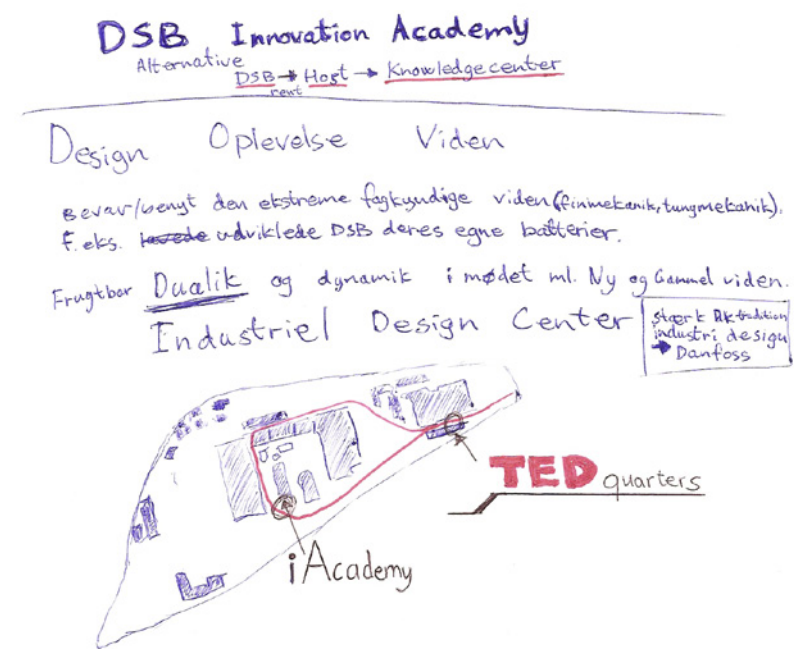 DSB Innovation Academy
Alternative
DSB → Host → Knowledgecenter
rent
Design Oplevelse Viden
Bevar/benyt den ekstreme fagkyndige viden (finmekanik, tungmekanik).
F.eks. lavede udviklede DSB deres egne batterier.
Frugtbar Dualik og dynamik i mødet ml. Ny og Gammel viden.
Industriel Design Center
stærk DK tradition
industri design
→ Danfoss
TED quarters
iAcademy